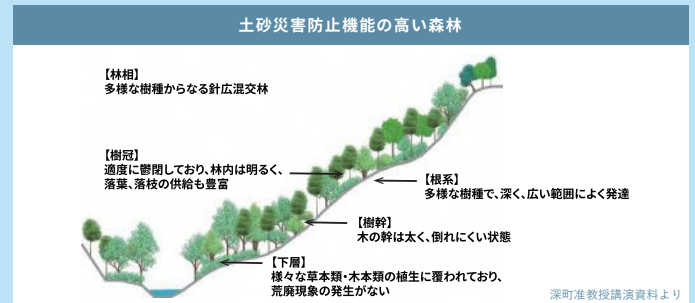 土砂災害防止機能の高い森林
【林相】
多様な樹種からなる針広混交林
【樹冠】
適度に鬱閉しており、林内は明るく、
落葉、落枝の供給も豊富
【根系】
多様な樹種で、深く、広い範囲によく発達
【樹幹】
木の幹は太く、倒れにくい状態
【下層】
様々な草本類・木本類の植生に覆われており、
荒廃現象の発生がない
深町准教授講演資料より